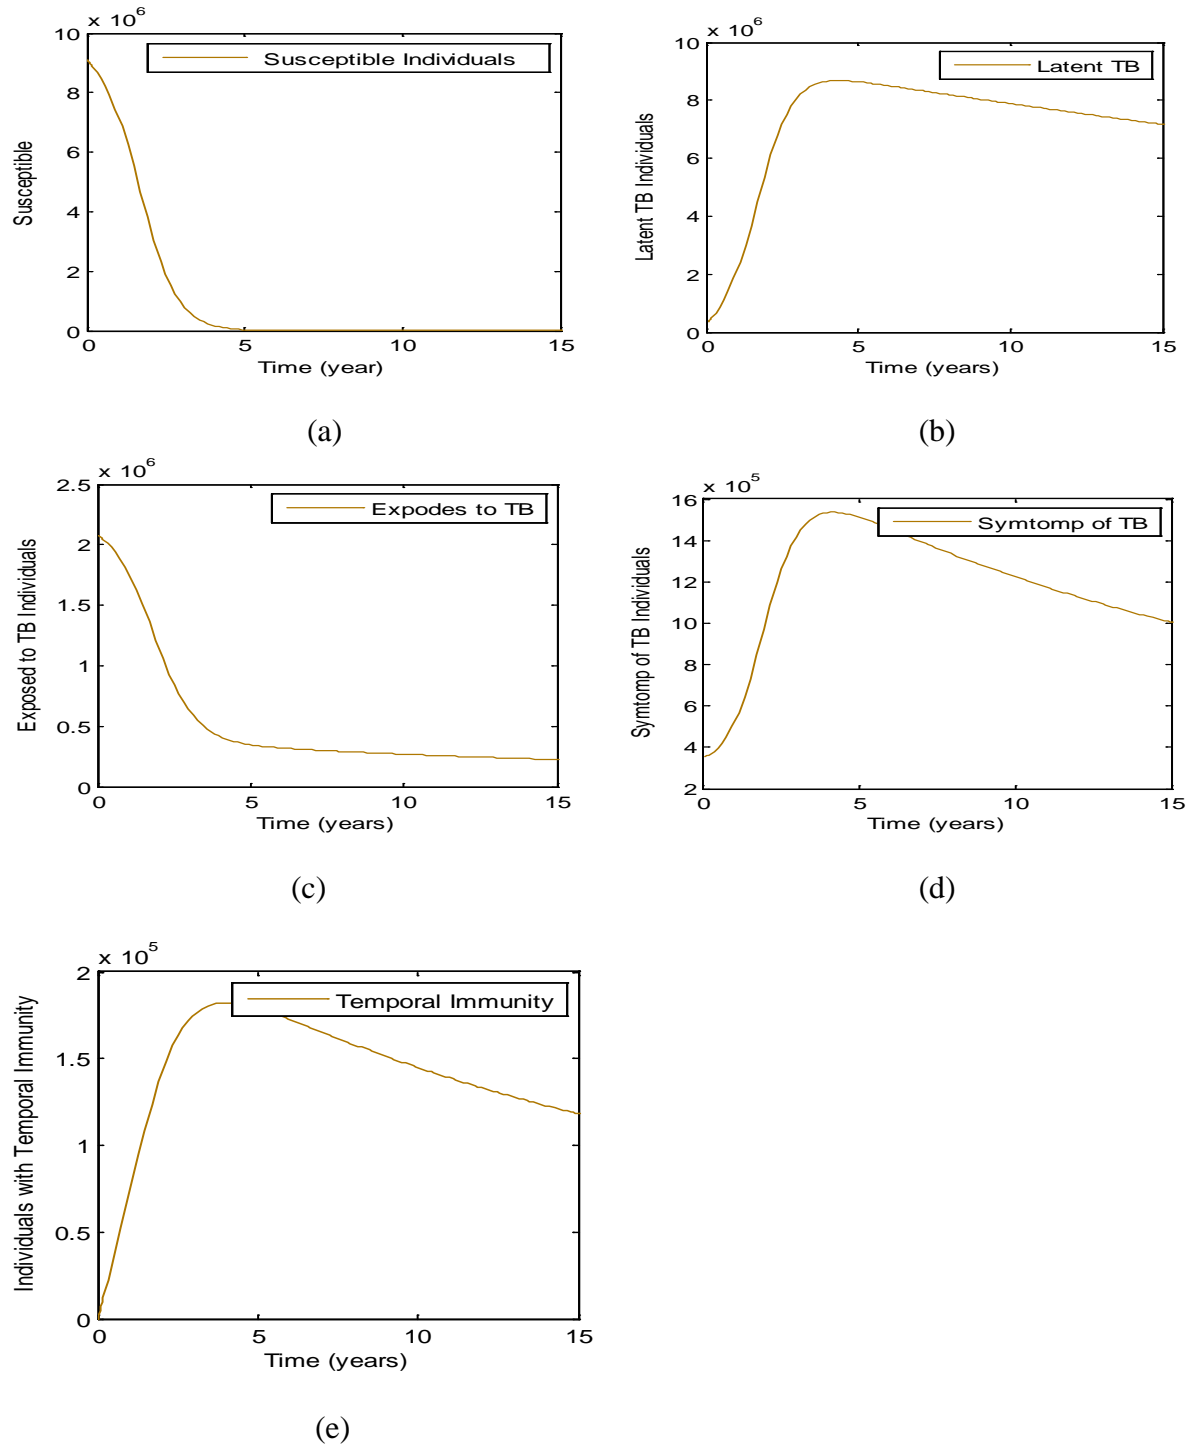 x 10^6
10
8
6
4
2
0
Susceptible
Susceptible Individuals
0 5 10 15
Time (year)
(a)
x 10^6
10
8
6
4
2
0
Latent TB Individuals
Latent TB
0 5 10 15
Time (years)
(b)
x 10^6
2.5
2
1.5
1
0.5
0
Exposed to TB Individuals
Expodes to TB
0 5 10 15
Time (years)
(c)
x 10^5
16
14
12
10
8
6
4
2
Symtomp of TB Individuals
Symtomp of TB
0 5 10 15
Time (years)
(d)
x 10^5
2
1.5
1
0.5
0
Individuals with Temporal Immunity
Temporal Immunity
0 5 10 15
Time (years)
(e)